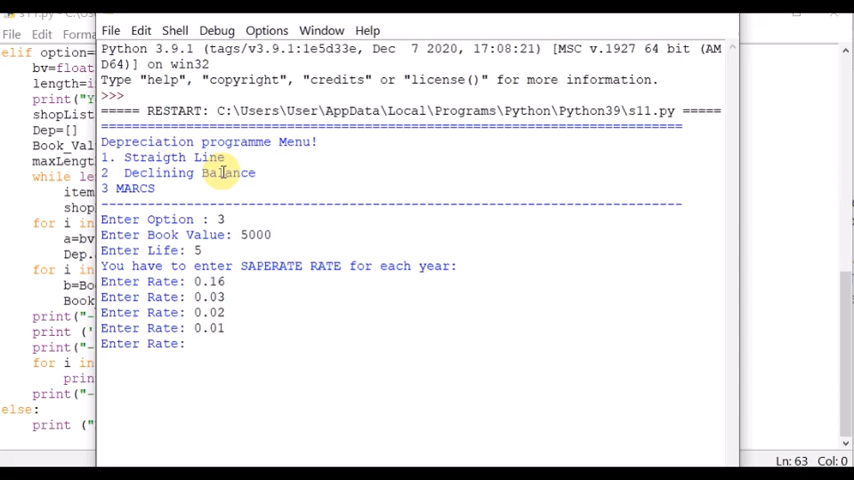 s11.py - C:\
File Edit Shell Debug Options Window Help
File Edit Forma
Python 3.9.1 (tags/v3.9.1:1e5d33e, Dec 7 2020, 17:08:21) [MSC v.1927 64 bit (AM
D64)] on win32
Type "help", "copyright", "credits" or "license()" for more information.
>>>
===== RESTART: C:\Users\User\AppData\Local\Programs\Python\Python39\s11.py =====
===========================================================================
Depreciation programme Menu!
1. Straigth Line
2 Declining Balance
3 MARCS
---------------------------------------------------------------------------
Enter Option : 3
Enter Book Value: 5000
Enter Life: 5
You have to enter SAPERATE RATE for each year:
Enter Rate: 0.16
Enter Rate: 0.03
Enter Rate: 0.02
Enter Rate: 0.01
Enter Rate:
elif option=
bv=float
length=i
print("Y
shopList
Dep=[]
Book_Val
maxLengt
while le
item
shop
for i in
a=bv
Dep.
for i in
b=Boo
Book
print("-
print ('
print("-
for i in
prin
print("-
else:
print ("
Ln: 63 Col: 0